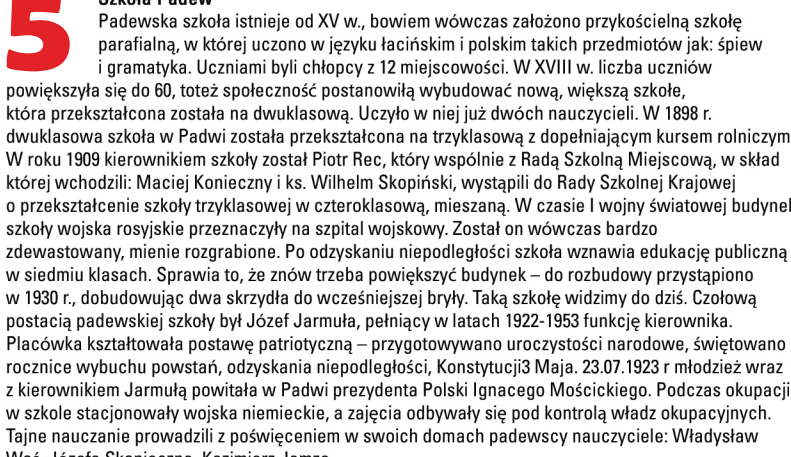 5
Szkoła Padew
Padewska szkoła istnieje od XV w., bowiem wówczas założono przykościelną szkołę
parafialną, w której uczono w języku łacińskim i polskim takich przedmiotów jak: śpiew
i gramatyka. Uczniami byli chłopcy z 12 miejscowości. W XVIII w. liczba uczniów
powiększyła się do 60, toteż społeczność postanowiłą wybudować nową, większą szkołe,
która przekształcona została na dwuklasową. Uczyło w niej już dwóch nauczycieli. W 1898 r.
dwuklasowa szkoła w Padwi została przekształcona na trzyklasową z dopełniającym kursem rolniczym
W roku 1909 kierownikiem szkoły został Piotr Rec, który wspólnie z Radą Szkolną Miejscową, w skład
której wchodzili: Maciej Konieczny i ks. Wilhelm Skopiński, wystąpili do Rady Szkolnej Krajowej
o przekształcenie szkoły trzyklasowej w czteroklasową, mieszaną. W czasie I wojny światowej budynel
szkoły wojska rosyjskie przeznaczyły na szpital wojskowy. Został on wówczas bardzo
zdewastowany, mienie rozgrabione. Po odzyskaniu niepodległości szkoła wznawia edukację publiczną
w siedmiu klasach. Sprawia to, że znów trzeba powiększyć budynek – do rozbudowy przystąpiono
w 1930 r., dobudowując dwa skrzydła do wcześniejszej bryły. Taką szkołę widzimy do dziś. Czołową
postacią padewskiej szkoły był Józef Jarmuła, pełniący w latach 1922-1953 funkcję kierownika.
Placówka kształtowała postawę patriotyczną – przygotowywano uroczystości narodowe, świętowano
rocznice wybuchu powstań, odzyskania niepodległości, Konstytucji3 Maja. 23.07.1923 r młodzież wraz
z kierownikiem Jarmułą powitała w Padwi prezydenta Polski Ignacego Mościckiego. Podczas okupacji
w szkole stacjonowały wojska niemieckie, a zajęcia odbywały się pod kontrolą władz okupacyjnych.
Tajne nauczanie prowadzili z poświęceniem w swoich domach padewscy nauczyciele: Władysław